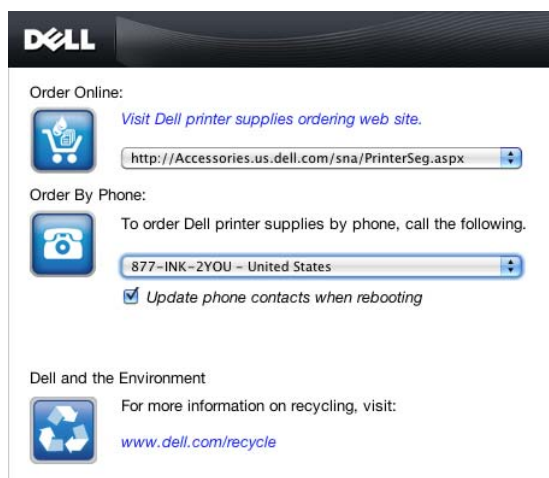 DELL
Order Online:
Visit Dell printer supplies ordering web site.
http://Accessories.us.dell.com/sna/PrinterSeg.aspx
Order By Phone:
To order Dell printer supplies by phone, call the following.
877-INK-2YOU - United States
Update phone contacts when rebooting
Dell and the Environment
For more information on recycling, visit:
www.dell.com/recycle